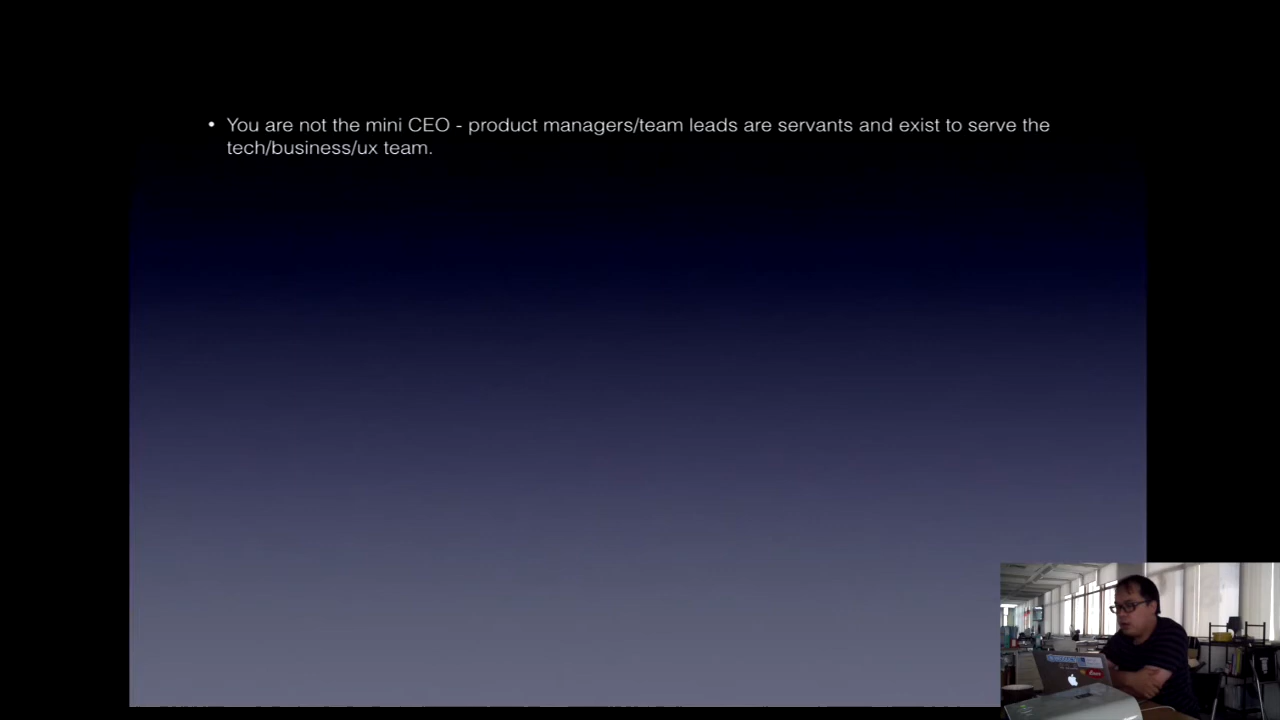 • You are not the mini CEO - product managers/team leads are servants and exist to serve the
tech/business/ux team.